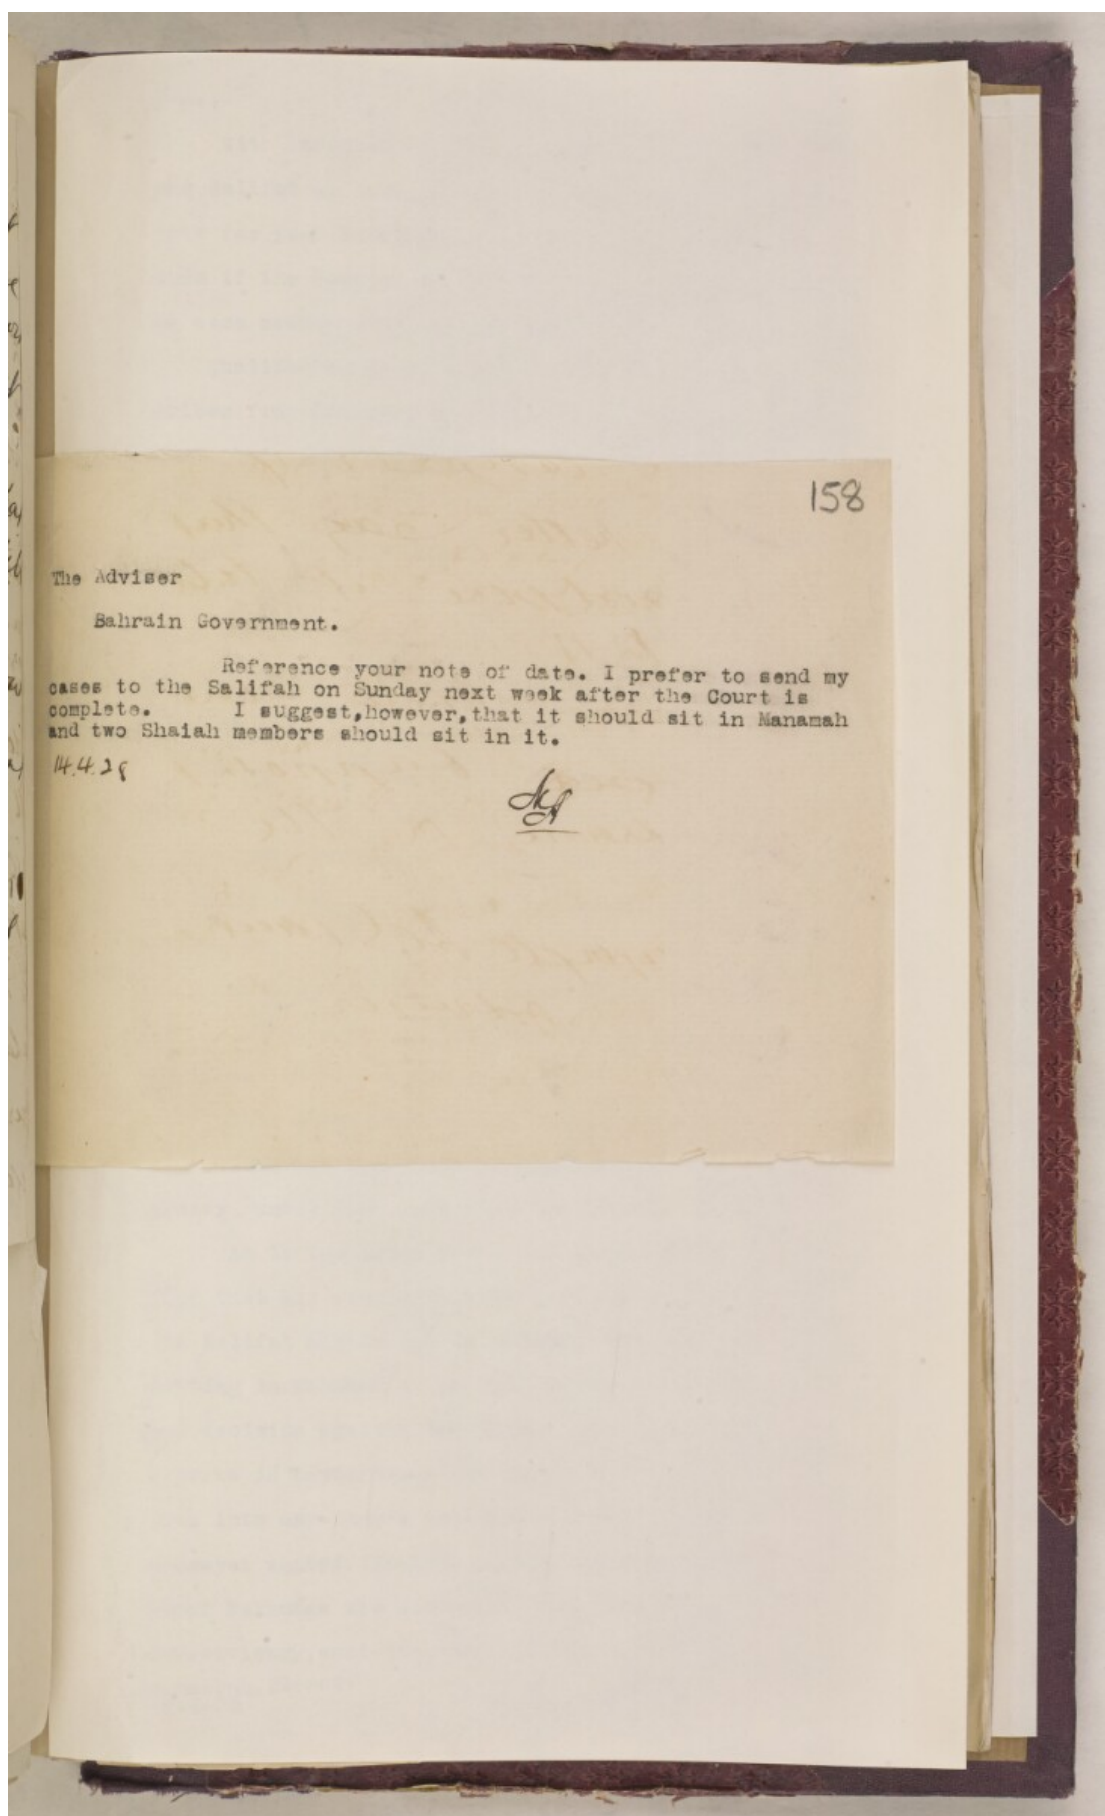 158
The Adviser
Bahrain Government.
Reference your note of date. I prefer to send my
cases to the Salifah on Sunday next week after the Court is
complete. I suggest,however,that it should sit in Manamah
and two Shaiah members should sit in it.
14.4.28